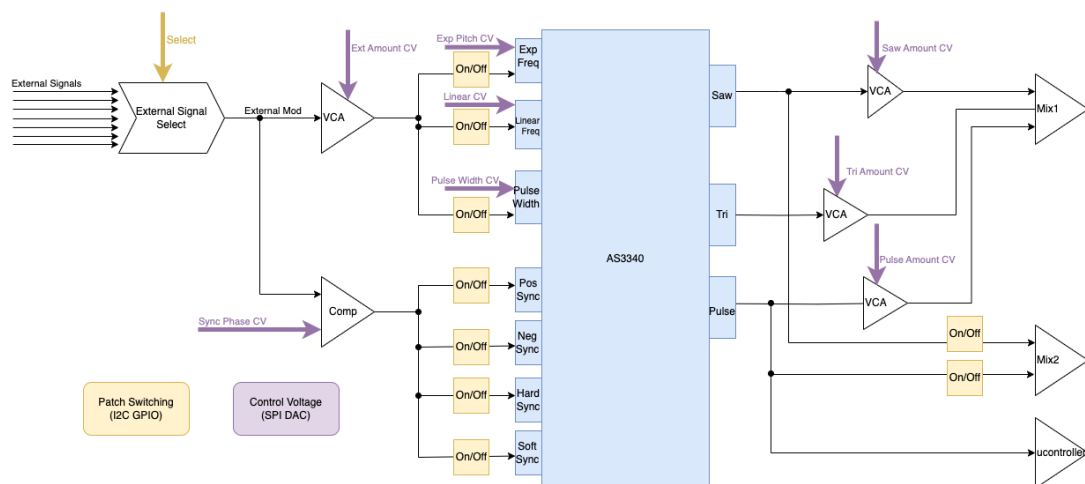 Select
External Signals
External Signal
Select
External Mod
Ext Amount CV
VCA
Exp Pitch CV
On/Off
Exp
Freq
Linear CV
On/Off
Linear
Freq
Pulse Width CV
On/Off
Pulse
Width
Sync Phase CV
Comp
On/Off
Pos
Sync
On/Off
Neg
Sync
On/Off
Hard
Sync
On/Off
Soft
Sync
AS3340
Saw
Tri
Pulse
Saw Amount CV
VCA
Tri Amount CV
VCA
Pulse Amount CV
VCA
Mix1
On/Off
On/Off
Mix2
ucontroller
Patch Switching
(I2C GPIO)
Control Voltage
(SPI DAC)